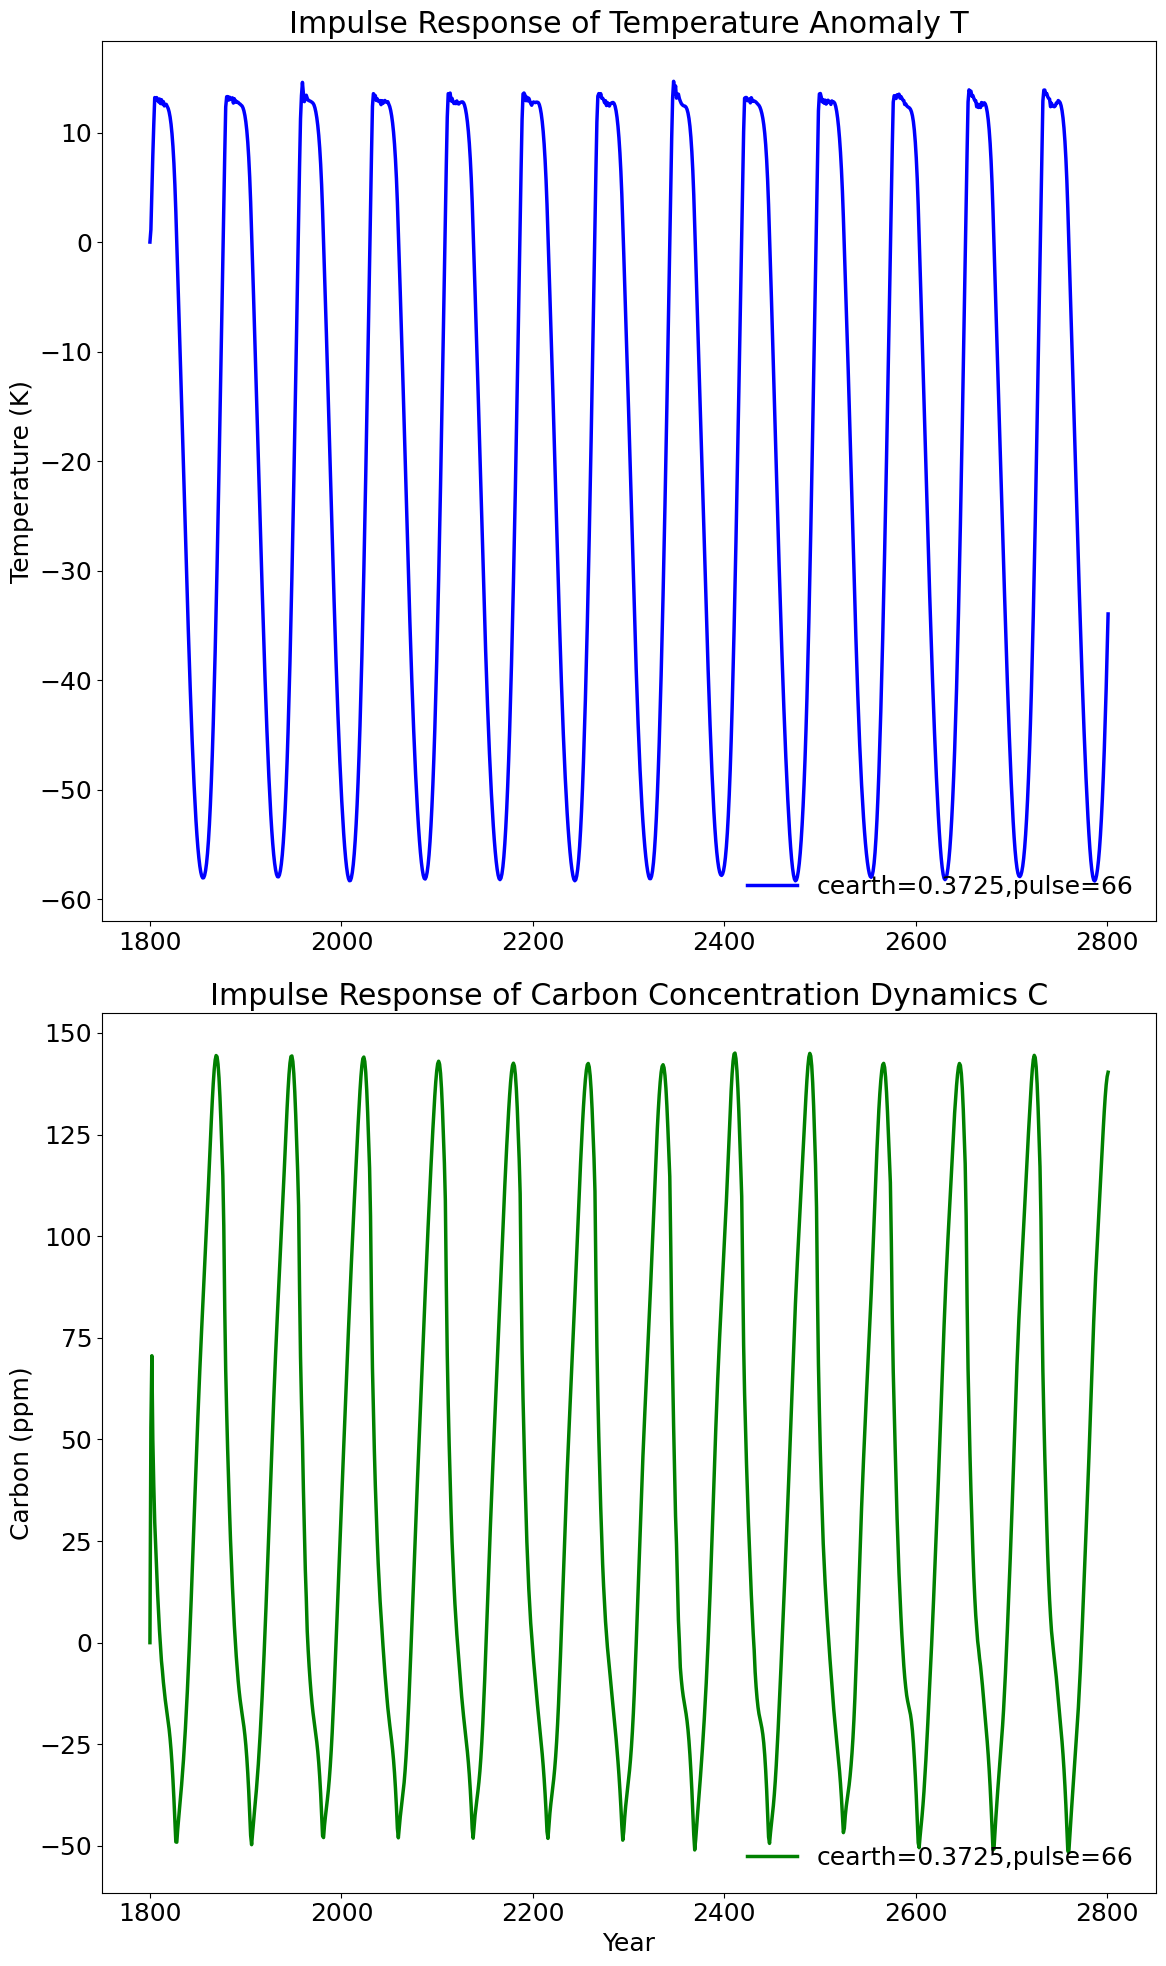 Impulse Response of Temperature Anomaly T
Temperature (K)
10
0
−10
−20
−30
−40
−50
−60
cearth=0.3725,pulse=66
1800 2000 2200 2400 2600 2800
Impulse Response of Carbon Concentration Dynamics C
Carbon (ppm)
150
125
100
75
50
25
0
−25
−50
cearth=0.3725,pulse=66
1800 2000 2200 2400 2600 2800
Year